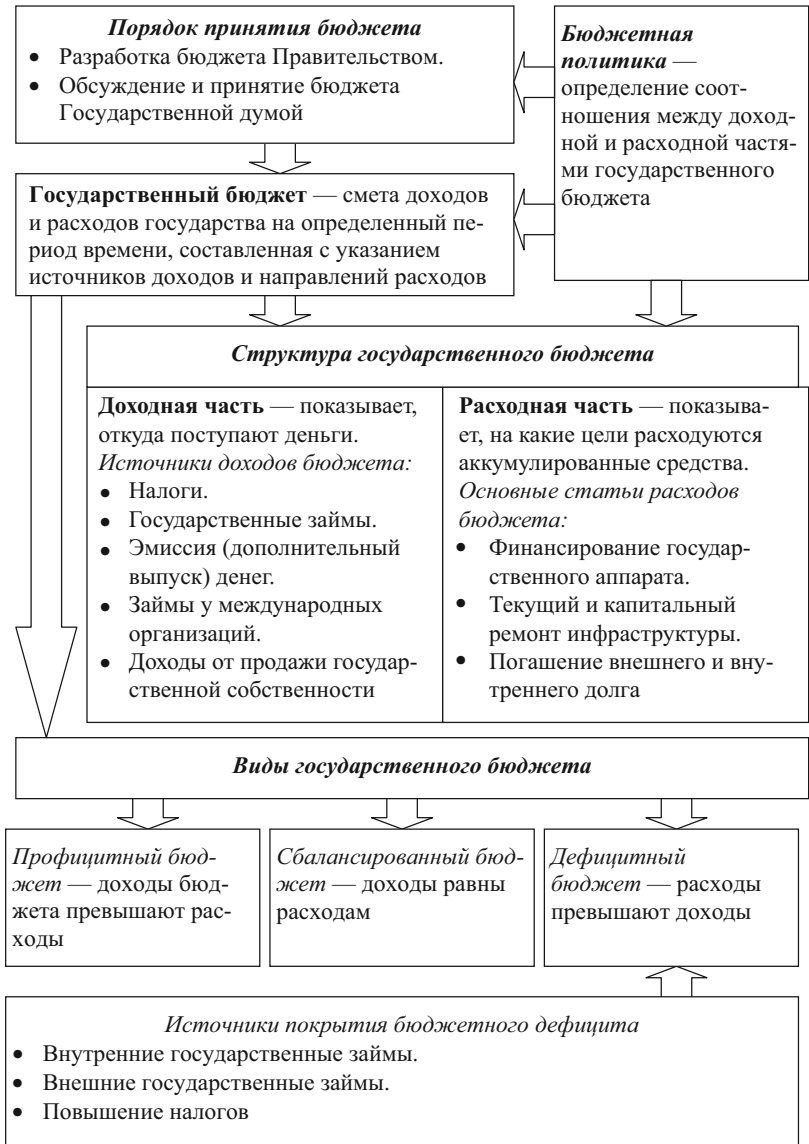 Порядок принятия бюджета
• Разработка бюджета Правительством.
• Обсуждение и принятие бюджета
Государственной думой
Бюджетная
политика —
определение соот-
ношения между доход-
ной и расходной частя-
ми государственного
бюджета
Государственный бюджет — смета доходов
и расходов государства на определенный пе-
риод времени, составленная с указанием
источников доходов и направлений расходов
Структура государственного бюджета
Доходная часть — показывает,
откуда поступают деньги.
Источники доходов бюджета:
• Налоги.
• Государственные займы.
• Эмиссия (дополнительный
выпуск) денег.
• Займы у международных
организаций.
• Доходы от продажи государ-
ственной собственности
Расходная часть — показыва-
ет, на какие цели расходуются
аккумулированные средства.
Основные статьи расходов
бюджета:
• Финансирование государ-
ственного аппарата.
• Текущий и капитальный
ремонт инфраструктуры.
• Погашение внешнего и вну-
треннего долга
Виды государственного бюджета
Профицитный бюд-
жет — доходы бюд-
жета превышают рас-
ходы
Сбалансированный бюд-
жет — доходы равны
расходам
Дефицитный
бюджет — расходы
превышают доходы
Источники покрытия бюджетного дефицита
• Внутренние государственные займы.
• Внешние государственные займы.
• Повышение налогов